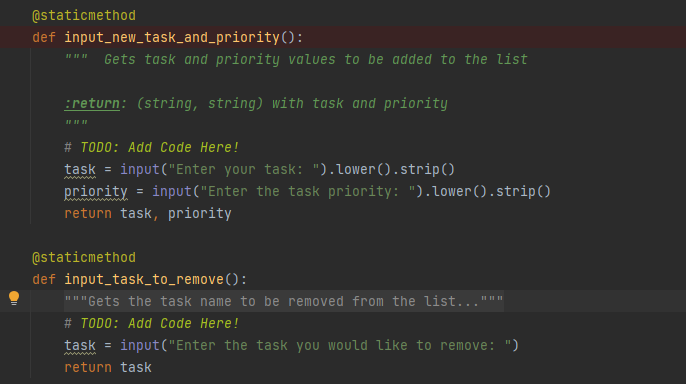 @staticmethod
def input_new_task_and_priority():
    """  Gets task and priority values to be added to the list

    :return: (string, string) with task and priority
    """
    # TODO: Add Code Here!
    task = input("Enter your task: ").lower().strip()
    priority = input("Enter the task priority: ").lower().strip()
    return task, priority

@staticmethod
def input_task_to_remove():
    """Gets the task name to be removed from the list..."""
    # TODO: Add Code Here!
    task = input("Enter the task you would like to remove: ")
    return task